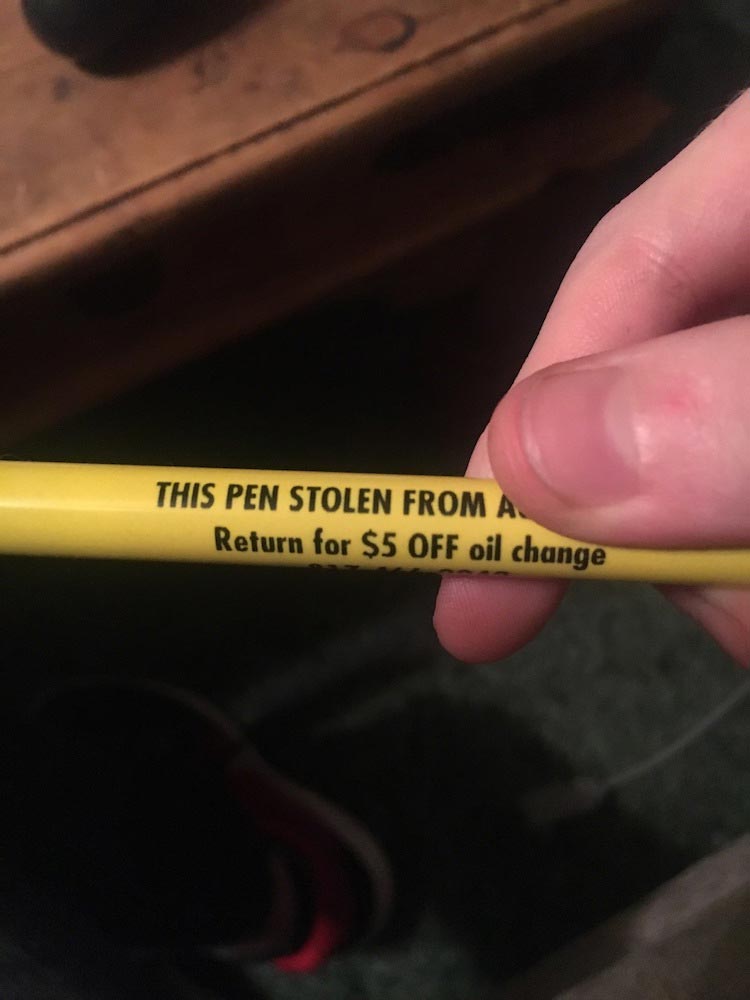 THIS PEN STOLEN FROM
Return for $5 OFF oil change